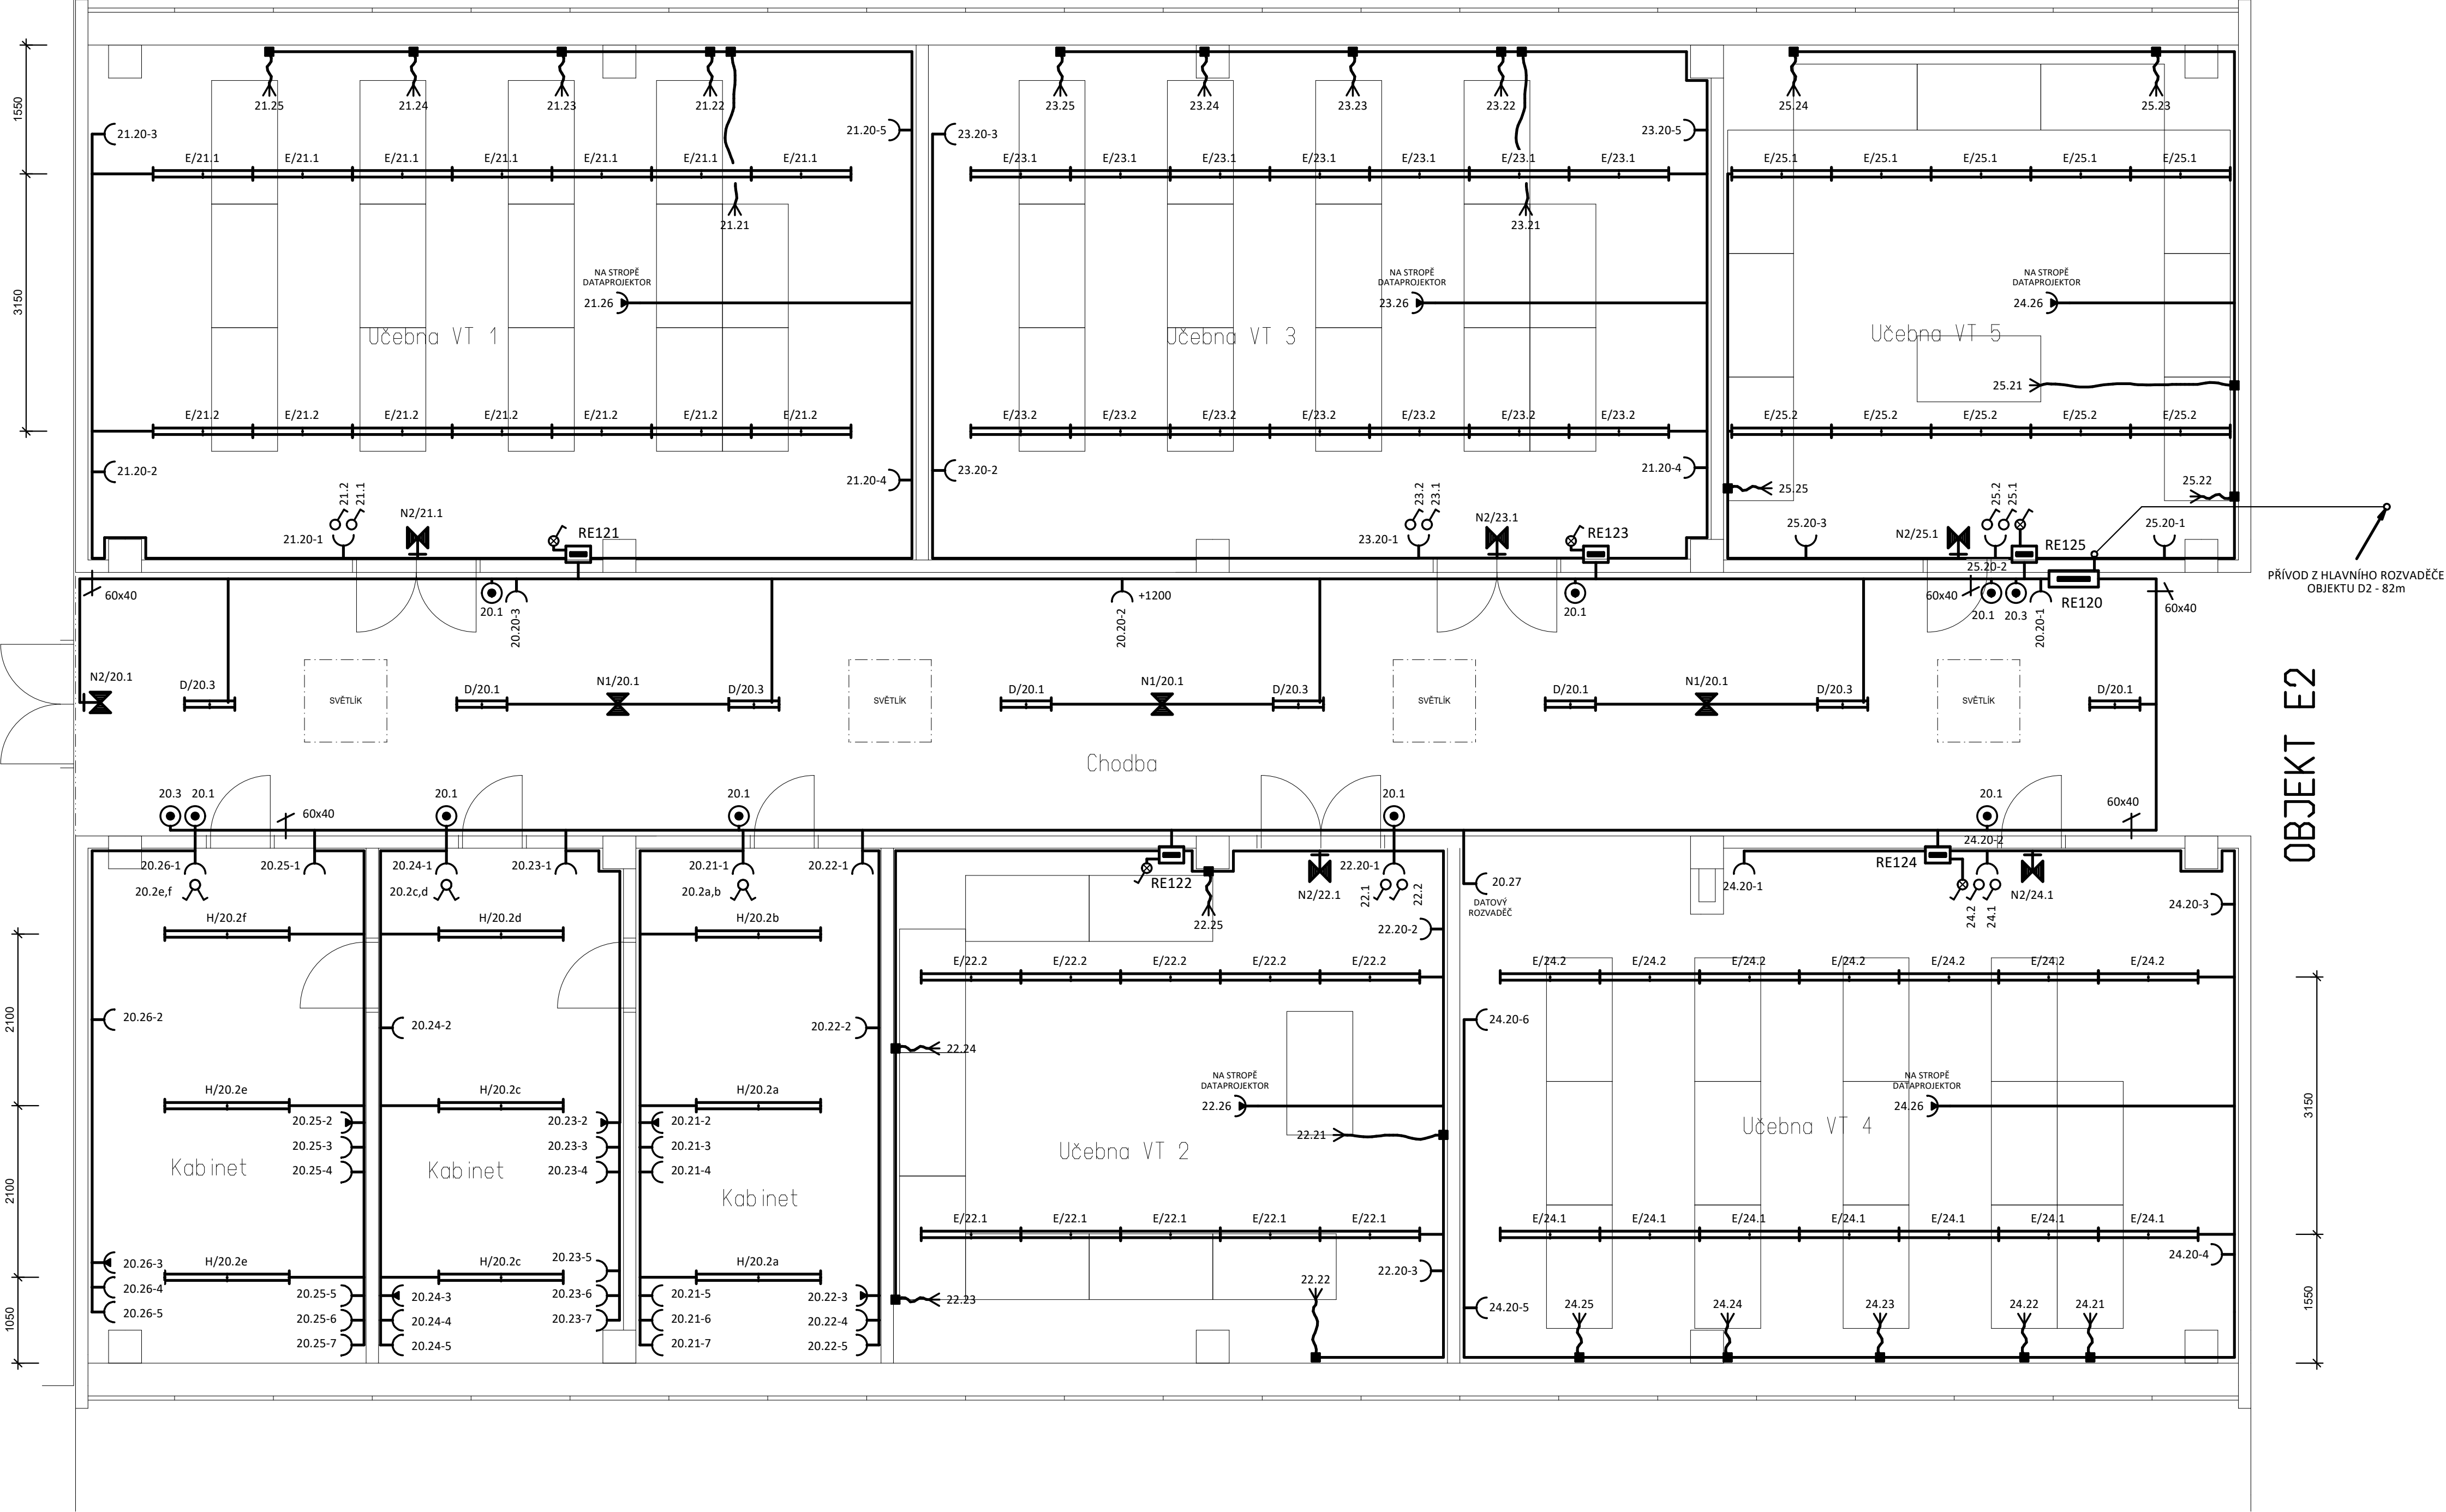 21.25
21.24
21.23
21.22
23.25
23.24
23.23
23.22
25.24
25.23
1550
21.20-3
21.20-5
23.20-3
23.20-5
E/21.1
E/21.1
E/21.1
E/21.1
E/21.1
E/21.1
E/21.1
E/23.1
E/23.1
E/23.1
E/23.1
E/23.1
E/23.1
E/23.1
E/25.1
E/25.1
E/25.1
E/25.1
E/25.1
21.21
23.21
NA STROPĚ
DATAPROJEKTOR
21.26
NA STROPĚ
DATAPROJEKTOR
23.26
NA STROPĚ
DATAPROJEKTOR
24.26
3150
Učebna VT 1
Učebna VT 3
Učebna VT 5
25.21
E/21.2
E/21.2
E/21.2
E/21.2
E/21.2
E/21.2
E/21.2
E/23.2
E/23.2
E/23.2
E/23.2
E/23.2
E/23.2
E/23.2
E/25.2
E/25.2
E/25.2
E/25.2
E/25.2
21.20-2
21.20-4
23.20-2
21.20-4
25.25
25.22
21.2
21.1
21.20-1
N2/21.1
RE121
23.2
23.1
23.20-1
N2/23.1
RE123
25.20-3
N2/25.1
25.2
25.1
25.20-2
RE125
25.20-1
PŘÍVOD Z HLAVNÍHO ROZVADĚČE
OBJEKTU D2 - 82m
60x40
20.1
20.20-3
20.20-2
+1200
20.1
60x40
20.1
20.3
20.20-1
RE120
60x40
N2/20.1
D/20.3
SVĚTLÍK
D/20.1
N1/20.1
D/20.3
SVĚTLÍK
D/20.1
N1/20.1
D/20.3
SVĚTLÍK
D/20.1
N1/20.1
D/20.3
SVĚTLÍK
D/20.1
OBJEKT E2
Chodba
20.3
20.1
60x40
20.1
20.1
20.1
20.1
60x40
20.26-1
20.25-1
20.24-1
20.23-1
20.21-1
20.22-1
20.2e,f
20.2c,d
20.2a,b
RE122
22.25
N2/22.1
22.20-1
22.1
22.2
20.27
DATOVÝ
ROZVADĚČ
24.20-1
RE124
24.20-2
24.2
24.1
N2/24.1
24.20-3
H/20.2f
H/20.2d
H/20.2b
22.20-2
E/22.2
E/22.2
E/22.2
E/22.2
E/22.2
E/24.2
E/24.2
E/24.2
E/24.2
E/24.2
E/24.2
E/24.2
2100
20.26-2
20.24-2
20.22-2
22.24
24.20-6
H/20.2e
H/20.2c
H/20.2a
NA STROPĚ
DATAPROJEKTOR
22.26
NA STROPĚ
DATAPROJEKTOR
24.26
3150
20.25-2
20.25-3
20.25-4
20.23-2
20.23-3
20.23-4
20.21-2
20.21-3
20.21-4
22.21
Učebna VT 2
Učebna VT 4
Kabinet
Kabinet
Kabinet
2100
E/22.1
E/22.1
E/22.1
E/22.1
E/22.1
E/24.1
E/24.1
E/24.1
E/24.1
E/24.1
E/24.1
E/24.1
20.26-3
20.26-4
20.26-5
H/20.2e
H/20.2c
H/20.2a
20.25-5
20.25-6
20.25-7
20.24-3
20.24-4
20.24-5
20.23-5
20.23-6
20.23-7
20.21-5
20.21-6
20.21-7
20.22-3
20.22-4
20.22-5
22.23
22.22
22.20-3
24.20-4
24.20-5
24.25
24.24
24.23
24.22
24.21
1050
1550